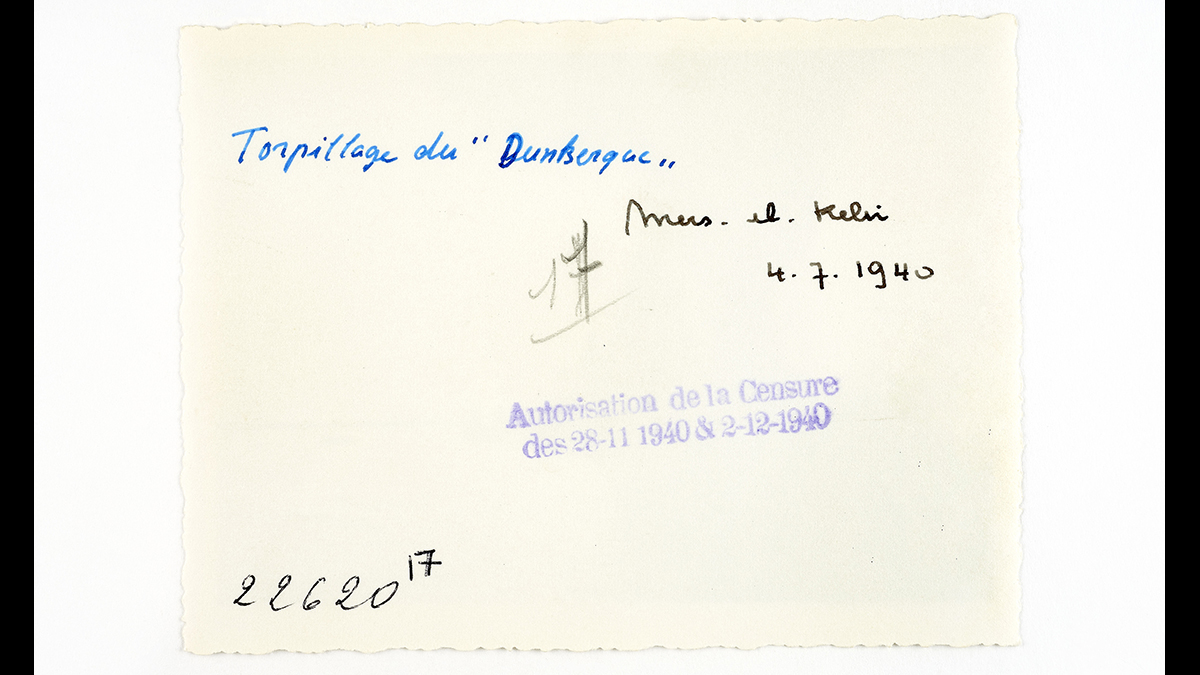 Torpillage du "Dunkerque„
Mers. el. Kebir
4. 7. 1940
17
Autorisation de la Censure
des 28-11 1940 & 2-12-1940
22620 17